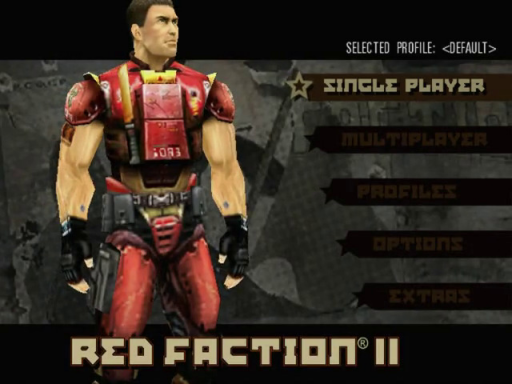 SELECTED PROFILE: <DEFAULT>
SINGLE PLAYER
MULTIPLAYER
PROFILES
OPTIONS
EXTRAS
RED FACTION® II